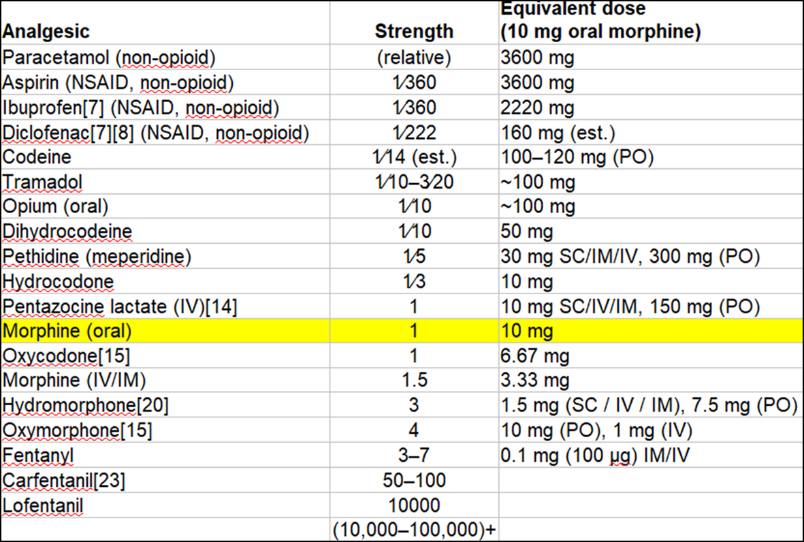 Equivalent dose
Analgesic Strength (10 mg oral morphine)
Paracetamol (non-opioid) (relative) 3600 mg
Aspirin (NSAID, non-opioid) 1⁄360 3600 mg
Ibuprofen[7] (NSAID, non-opioid) 1⁄360 2220 mg
Diclofenac[7][8] (NSAID, non-opioid) 1⁄222 160 mg (est.)
Codeine 1⁄14 (est.) 100–120 mg (PO)
Tramadol 1⁄10–3⁄20 ~100 mg
Opium (oral) 1⁄10 ~100 mg
Dihydrocodeine 1⁄10 50 mg
Pethidine (meperidine) 1⁄5 30 mg SC/IM/IV, 300 mg (PO)
Hydrocodone 1⁄3 10 mg
Pentazocine lactate (IV)[14] 1 10 mg SC/IV/IM, 150 mg (PO)
Morphine (oral) 1 10 mg
Oxycodone[15] 1 6.67 mg
Morphine (IV/IM) 1.5 3.33 mg
Hydromorphone[20] 3 1.5 mg (SC / IV / IM), 7.5 mg (PO)
Oxymorphone[15] 4 10 mg (PO), 1 mg (IV)
Fentanyl 3–7 0.1 mg (100 µg) IM/IV
Carfentanil[23] 50–100
Lofentanil 10000
(10,000–100,000)+